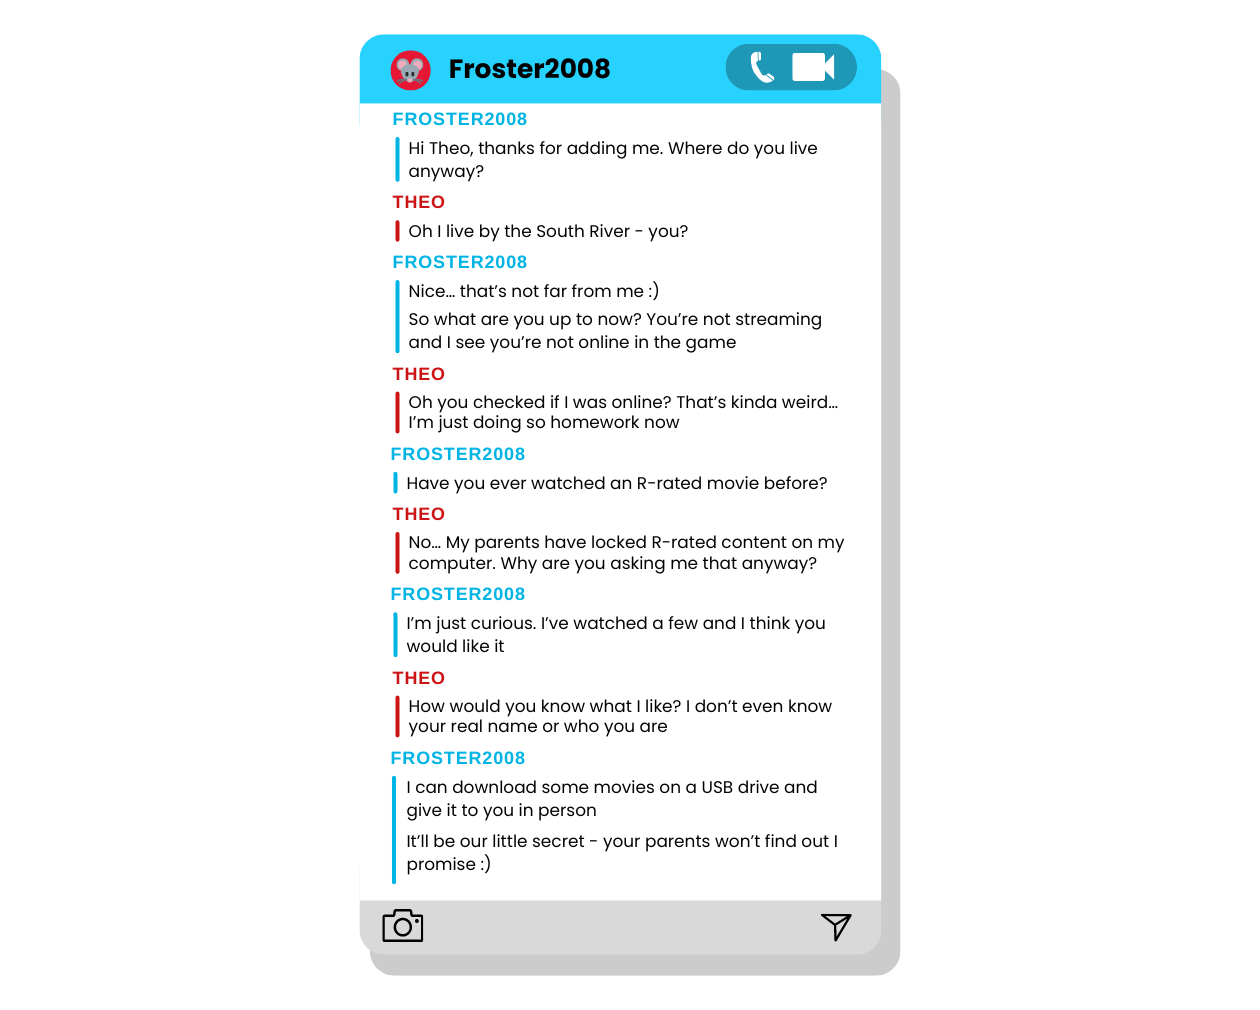 Froster2008
FROSTER2008
Hi Theo, thanks for adding me. Where do you live
anyway?
THEO
Oh I live by the South River - you?
FROSTER2008
Nice... that's not far from me :)
So what are you up to now? You're not streaming
and I see you're not online in the game
THEO
Oh you checked if I was online? That's kinda weird...
I'm just doing so homework now
FROSTER2008
Have you ever watched an R-rated movie before?
THEO
No... My parents have locked R-rated content on my
computer. Why are you asking me that anyway?
FROSTER2008
I'm just curious. I've watched a few and I think you
would like it
THEO
How would you know what I like? I don't even know
your real name or who you are
FROSTER2008
I can download some movies on a USB drive and
give it to you in person
It'll be our little secret - your parents won't find out I
promise :)